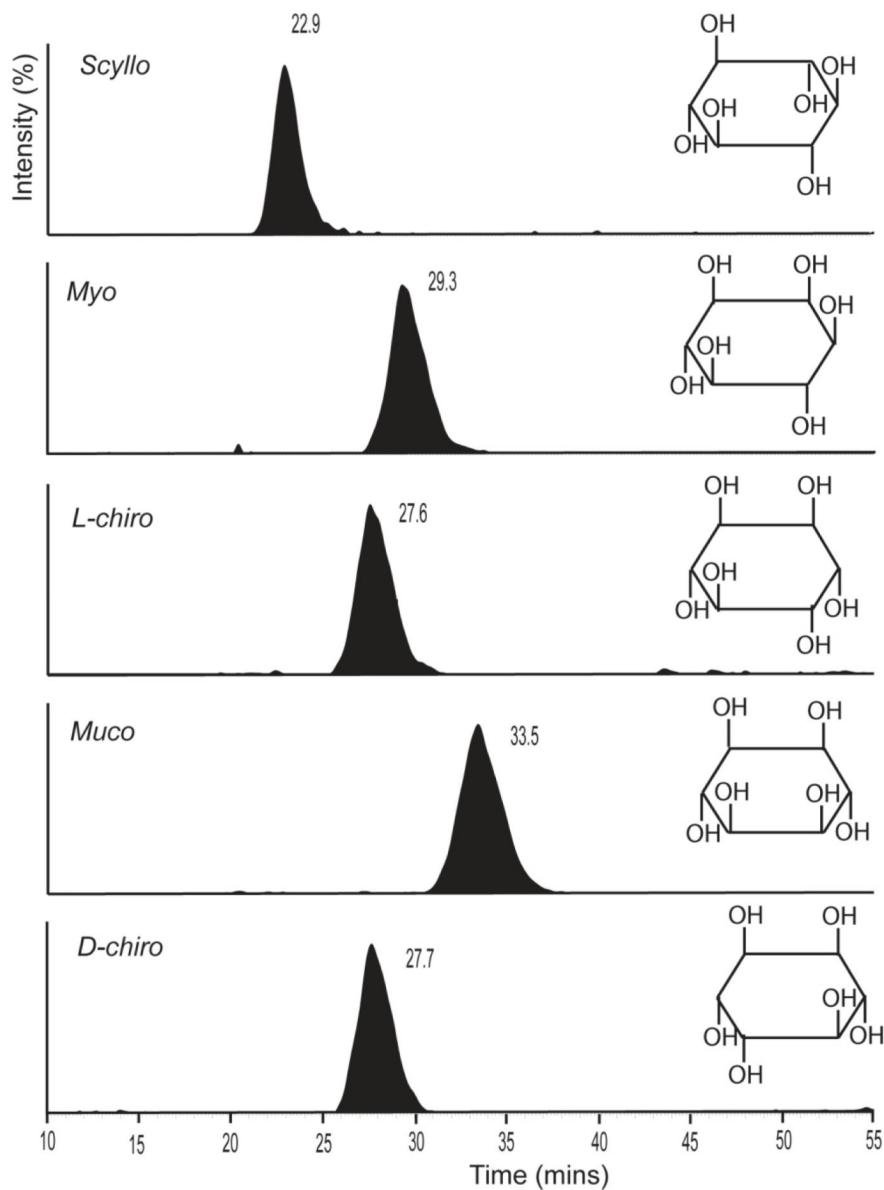 Intensity (%)
Scyllo
22.9
OH
OH
OH
OH
OH
OH
Myo
29.3
OH
OH
OH
OH
OH
OH
L-chiro
27.6
OH
OH
OH
OH
OH
OH
Muco
33.5
OH
OH
OH
OH
OH
OH
D-chiro
27.7
OH
OH
OH
OH
OH
OH
10 15 20 25 30 35 40 45 50 55
Time (mins)